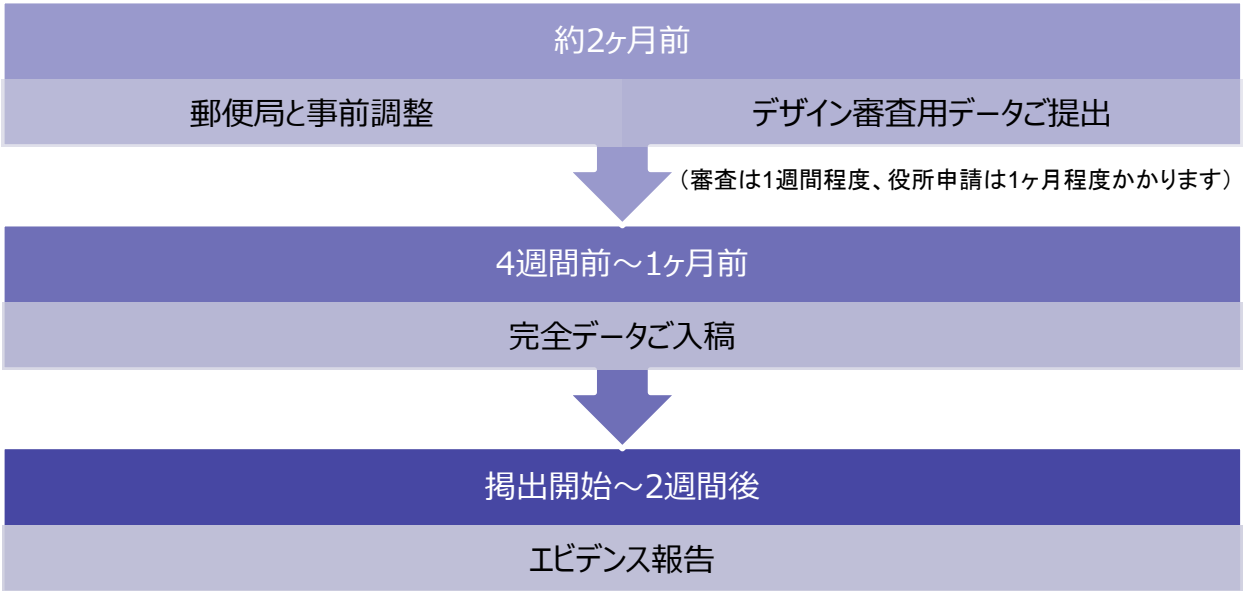 約2ヶ月前
郵便局と事前調整
デザイン審査用データご提出
（審査は1週間程度、役所申請は1ヶ月程度かかります）
4週間前～1ヶ月前
完全データご入稿
掲出開始～2週間後
エビデンス報告